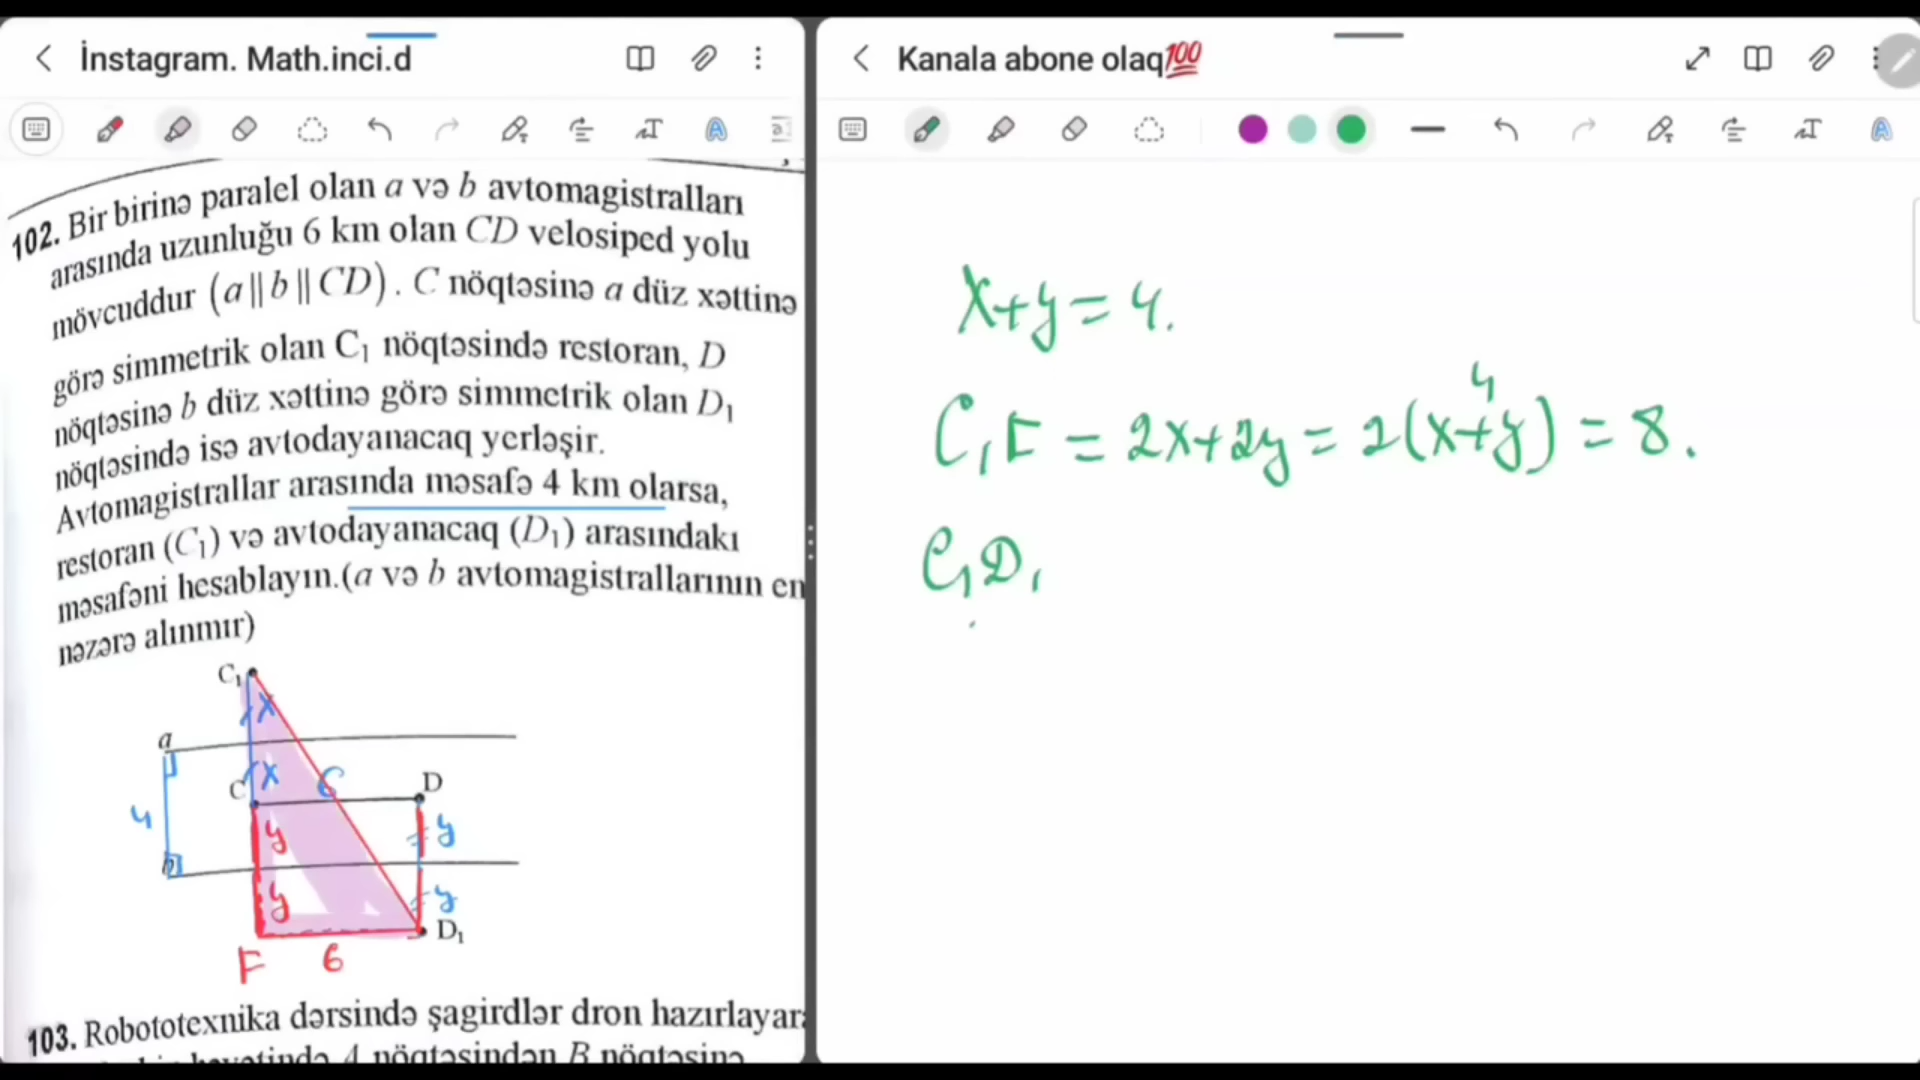 İnstagram. Math.inci.d
102. Bir birinə paralel olan a və b avtomagistralları
arasında uzunluğu 6 km olan CD velosiped yolu
mövcuddur (a || b || CD). C nöqtəsinə a düz xəttinə
görə simmetrik olan C₁ nöqtəsində restoran, D
nöqtəsinə b düz xəttinə görə simmetrik olan D₁
nöqtəsində isə avtodayanacaq yerləşir.
Avtomagistrallar arasında məsafə 4 km olarsa,
restoran (C₁) və avtodayanacaq (D₁) arasındakı
məsafəni hesablayın.(a və b avtomagistrallarının en
nəzərə alınmır)
C₁
x
a
x
C
6
D
4
y
y
b
y
y
D₁
F
6
103. Robototexnika dərsində şagirdlər dron hazırlayar
A nöqtəsindən B nöqtəsinə
Kanala abone olaq💯
x+y=4.
4
C₁F = 2x+2y = 2(x+y) = 8.
C₁D₁